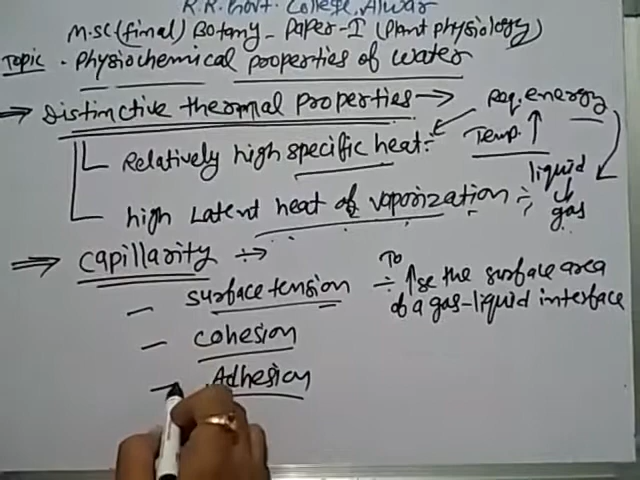 R.R. Govt. College, Alwar
M.SC(final) Botany - Paper-I (Plant physiology)
Topic - Physiochemical properties of water
⇒ Distinctive thermal Properties → Req. energy
Temp. ↑
Relatively high specific heat :-
liquid
↓
gas
high Latent heat of vaporization ÷
⇒ Capillarity ÷→
- Surface tension ÷ To ↑se the surface area
of a gas-liquid interface
- cohesion
- Adhesion